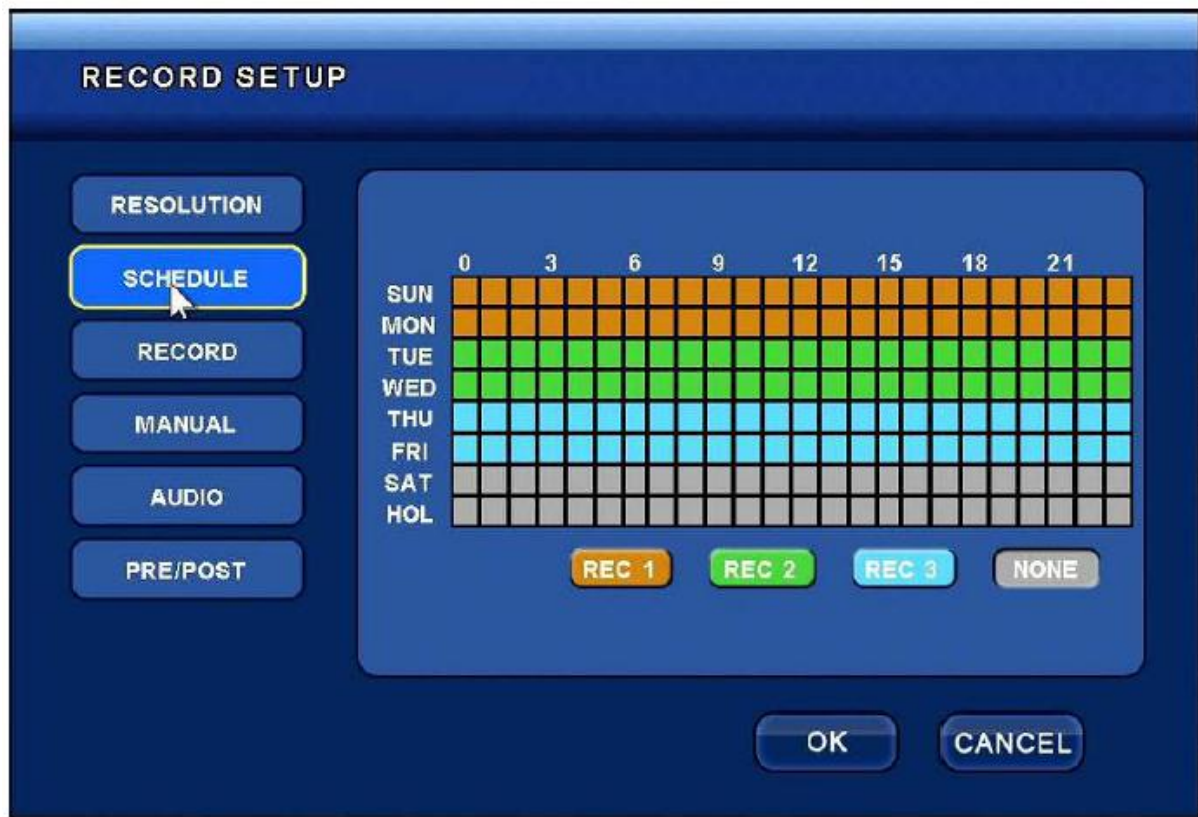 RECORD SETUP
RESOLUTION
SCHEDULE
RECORD
MANUAL
AUDIO
PRE/POST
0 3 6 9 12 15 18 21
SUN
MON
TUE
WED
THU
FRI
SAT
HOL
REC 1 REC 2 REC 3 NONE
OK CANCEL